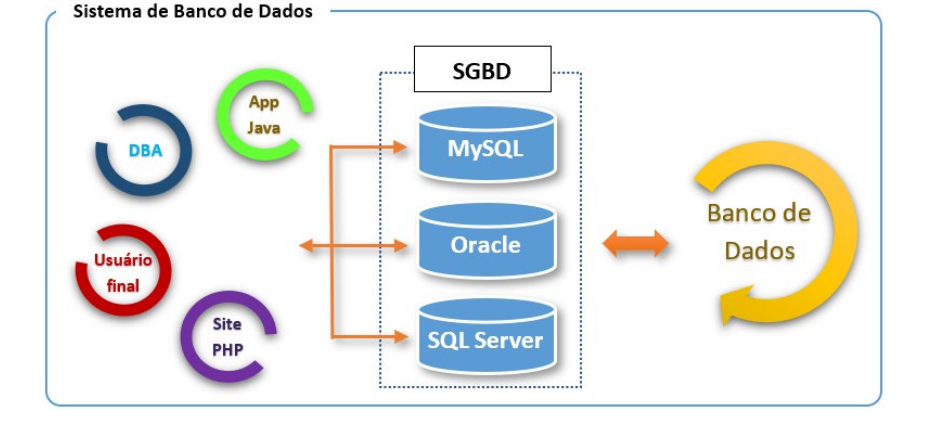 Sistema de Banco de Dados
SGBD
App
Java
DBA
MySQL
Banco de
Dados
Oracle
Usuário
final
Site
PHP
SQL Server